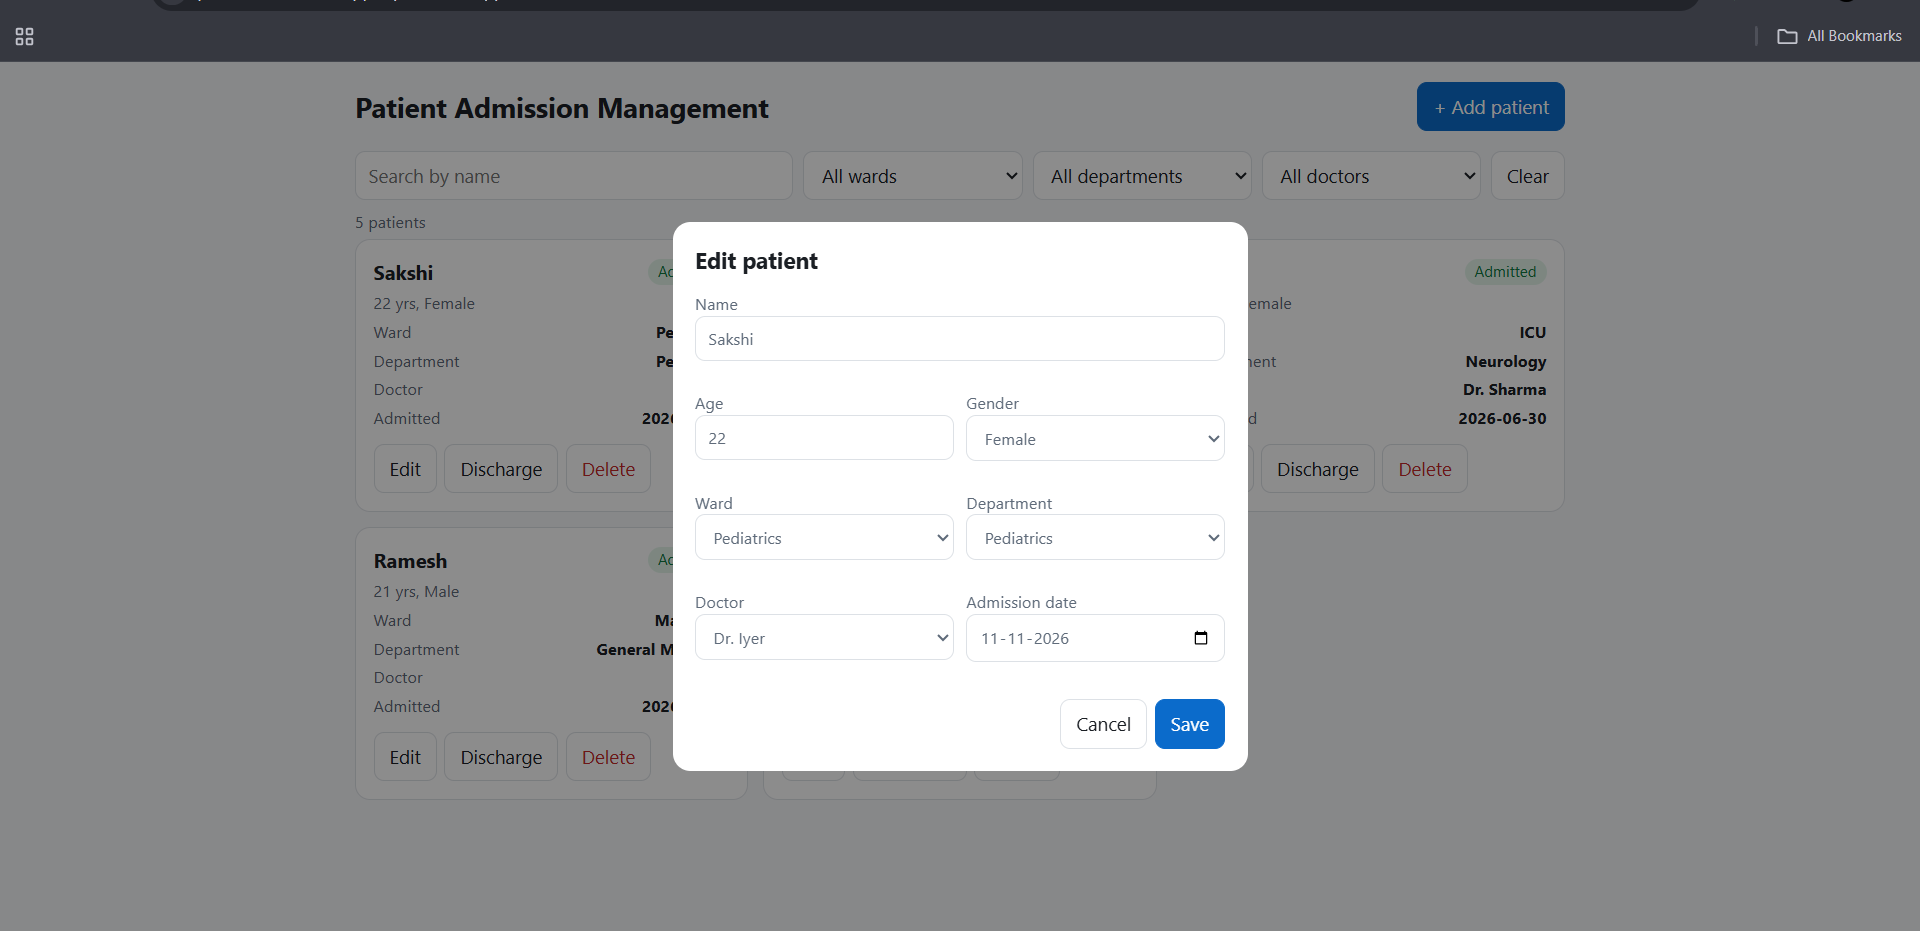 All Bookmarks
Patient Admission Management
+ Add patient
Search by name
All wards
All departments
All doctors
Clear
5 patients
Sakshi
22 yrs, Female
Ward
Department
Doctor
Admitted
Edit
Discharge
Delete
Admitted
ICU
Neurology
Dr. Sharma
2026-06-30
Discharge
Delete
Ramesh
21 yrs, Male
Ward
Department
General M
Doctor
Admitted
Edit
Discharge
Delete
Edit patient
Name
Sakshi
Age
Gender
22
Female
Ward
Department
Pediatrics
Pediatrics
Doctor
Admission date
Dr. Iyer
11-11-2026
Cancel
Save